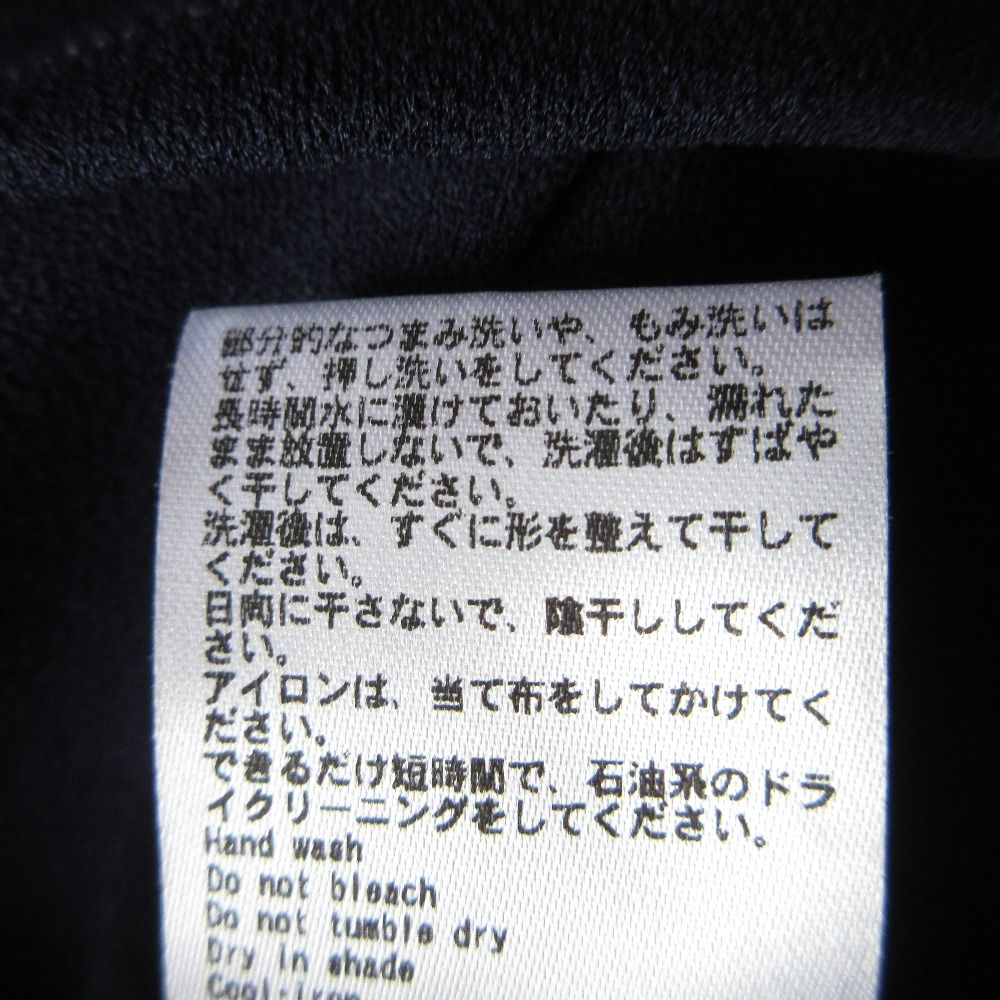 部分的なつまみ洗いや、もみ洗いは
せず、押し洗いをしてください。
長時間水に漬けておいたり、濡れた
まま放置しないで、洗濯後はすばや
く干してください。
洗濯後は、すぐに形を整えて干して
ください。
日向に干さないで、陰干ししてくだ
さい。
アイロンは、当て布をしてかけてく
ださい。
できるだけ短時間で、石油系のドラ
イクリーニングをしてください。
Hand wash
Do not bleach
Do not tumble dry
Dry in shade
Cool:iron